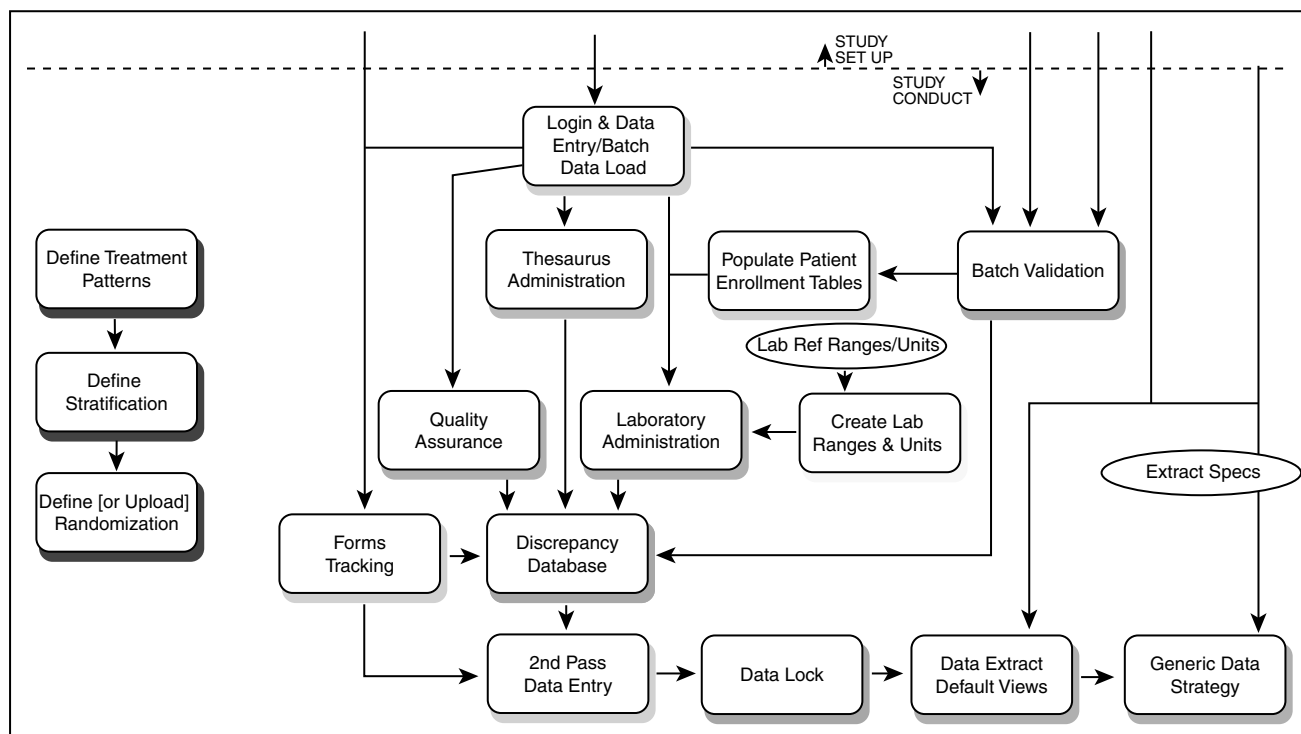 STUDY
SET UP
STUDY
CONDUCT
Login & Data
Entry/Batch
Data Load
Define Treatment
Patterns
Thesaurus
Administration
Populate Patient
Enrollment Tables
Batch Validation
Lab Ref Ranges/Units
Define
Stratification
Quality
Assurance
Laboratory
Administration
Create Lab
Ranges & Units
Extract Specs
Define [or Upload]
Randomization
Forms
Tracking
Discrepancy
Database
2nd Pass
Data Entry
Data Lock
Data Extract
Default Views
Generic Data
Strategy